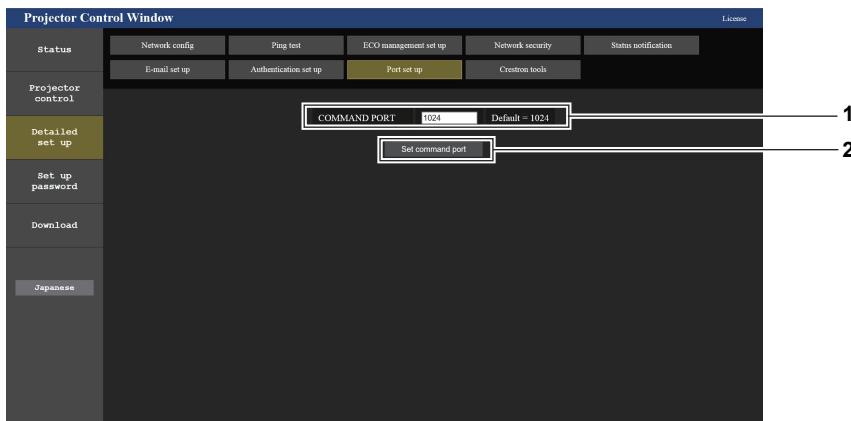 Projector Control Window
License
Status
Projector
control
Detailed
set up
Set up
password
Download
Japanese
Network config
Ping test
ECO management set up
Network security
Status notification
E-mail set up
Authentication set up
Port set up
Crestron tools
COMMAND PORT 1024 Default = 1024
Set command port
1
2